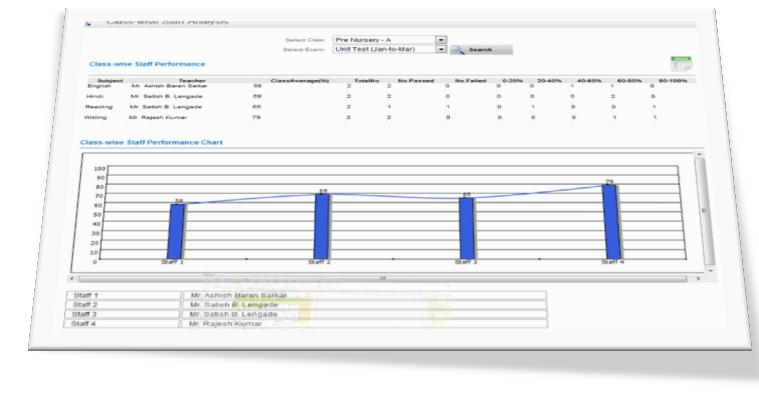 Class-wise Staff Analysis
Select Class: Pre Nursery - A
Select Exam: Unit Test (Jan-to-Mar) Search
Class-wise Staff Performance
Subject Teacher ClassAverage(%) TotalNo No.Passed No.Failed 0-20% 20-40% 40-60% 60-80% 80-100%
English Mr. Ashish Baran Sarkar 58 2 2 0 0 0 1 1 0
Hindi Mr. Satish B. Lengade 69 2 2 0 0 0 0 2 0
Reading Mr. Satish B. Lengade 65 2 1 1 0 1 0 0 1
Writing Mr. Rajesh Kumar 79 2 2 0 0 0 0 1 1
Class-wise Staff Performance Chart
100
90
80 79
70 69
65
60 58
50
40
30
20
10
0
Staff 1 Staff 2 Staff 3 Staff 4
Staff 1 Mr. Ashish Baran Sarkar
Staff 2 Mr. Satish B. Lengade
Staff 3 Mr. Satish B. Lengade
Staff 4 Mr. Rajesh Kumar